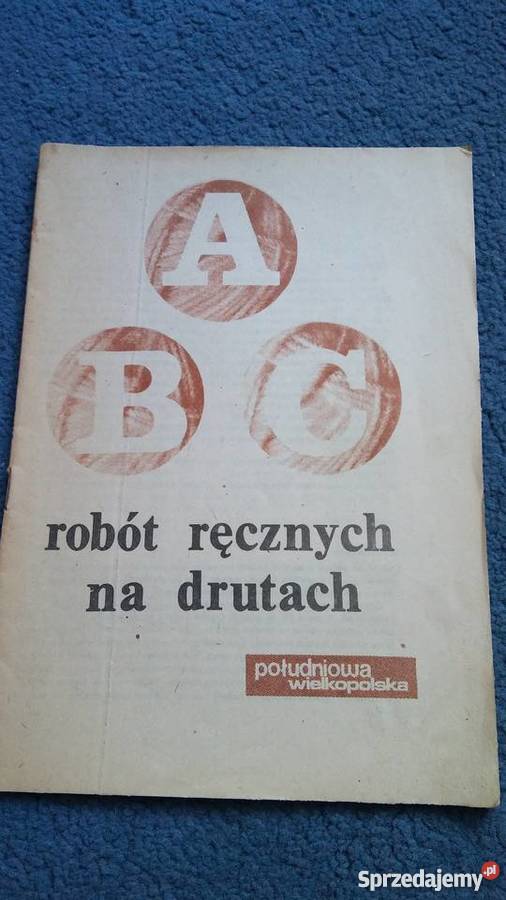 A
B C
robót ręcznych
na drutach
południowa
wielkopolska
Sprzedajemy.pl